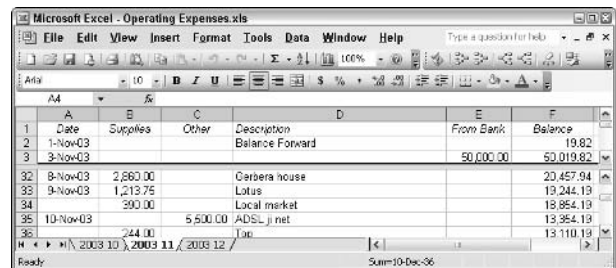 Microsoft Excel - Operating Expenses.xls
File Edit View Insert Format Tools Data Window Help Type a question for help
100%
Arial 10 B I U $ % ,
A4 fx
A B C D E F
1 Date Supplies Other Description From Bank Balance
2 1-Nov-03 Balance Forward 19.82
3 3-Nov-03 50,000.00 50,019.82
32 8-Nov-03 2,860.00 Gerbera house 20,457.94
33 9-Nov-03 1,213.75 Lotus 19,244.19
34 390.00 Local market 18,854.19
35 10-Nov-03 5,500.00 ADSL ji net 13,354.19
36 244.00 Top 13,110.19
2003 10 2003 11 2003 12
Ready Sum=10-Dec-36